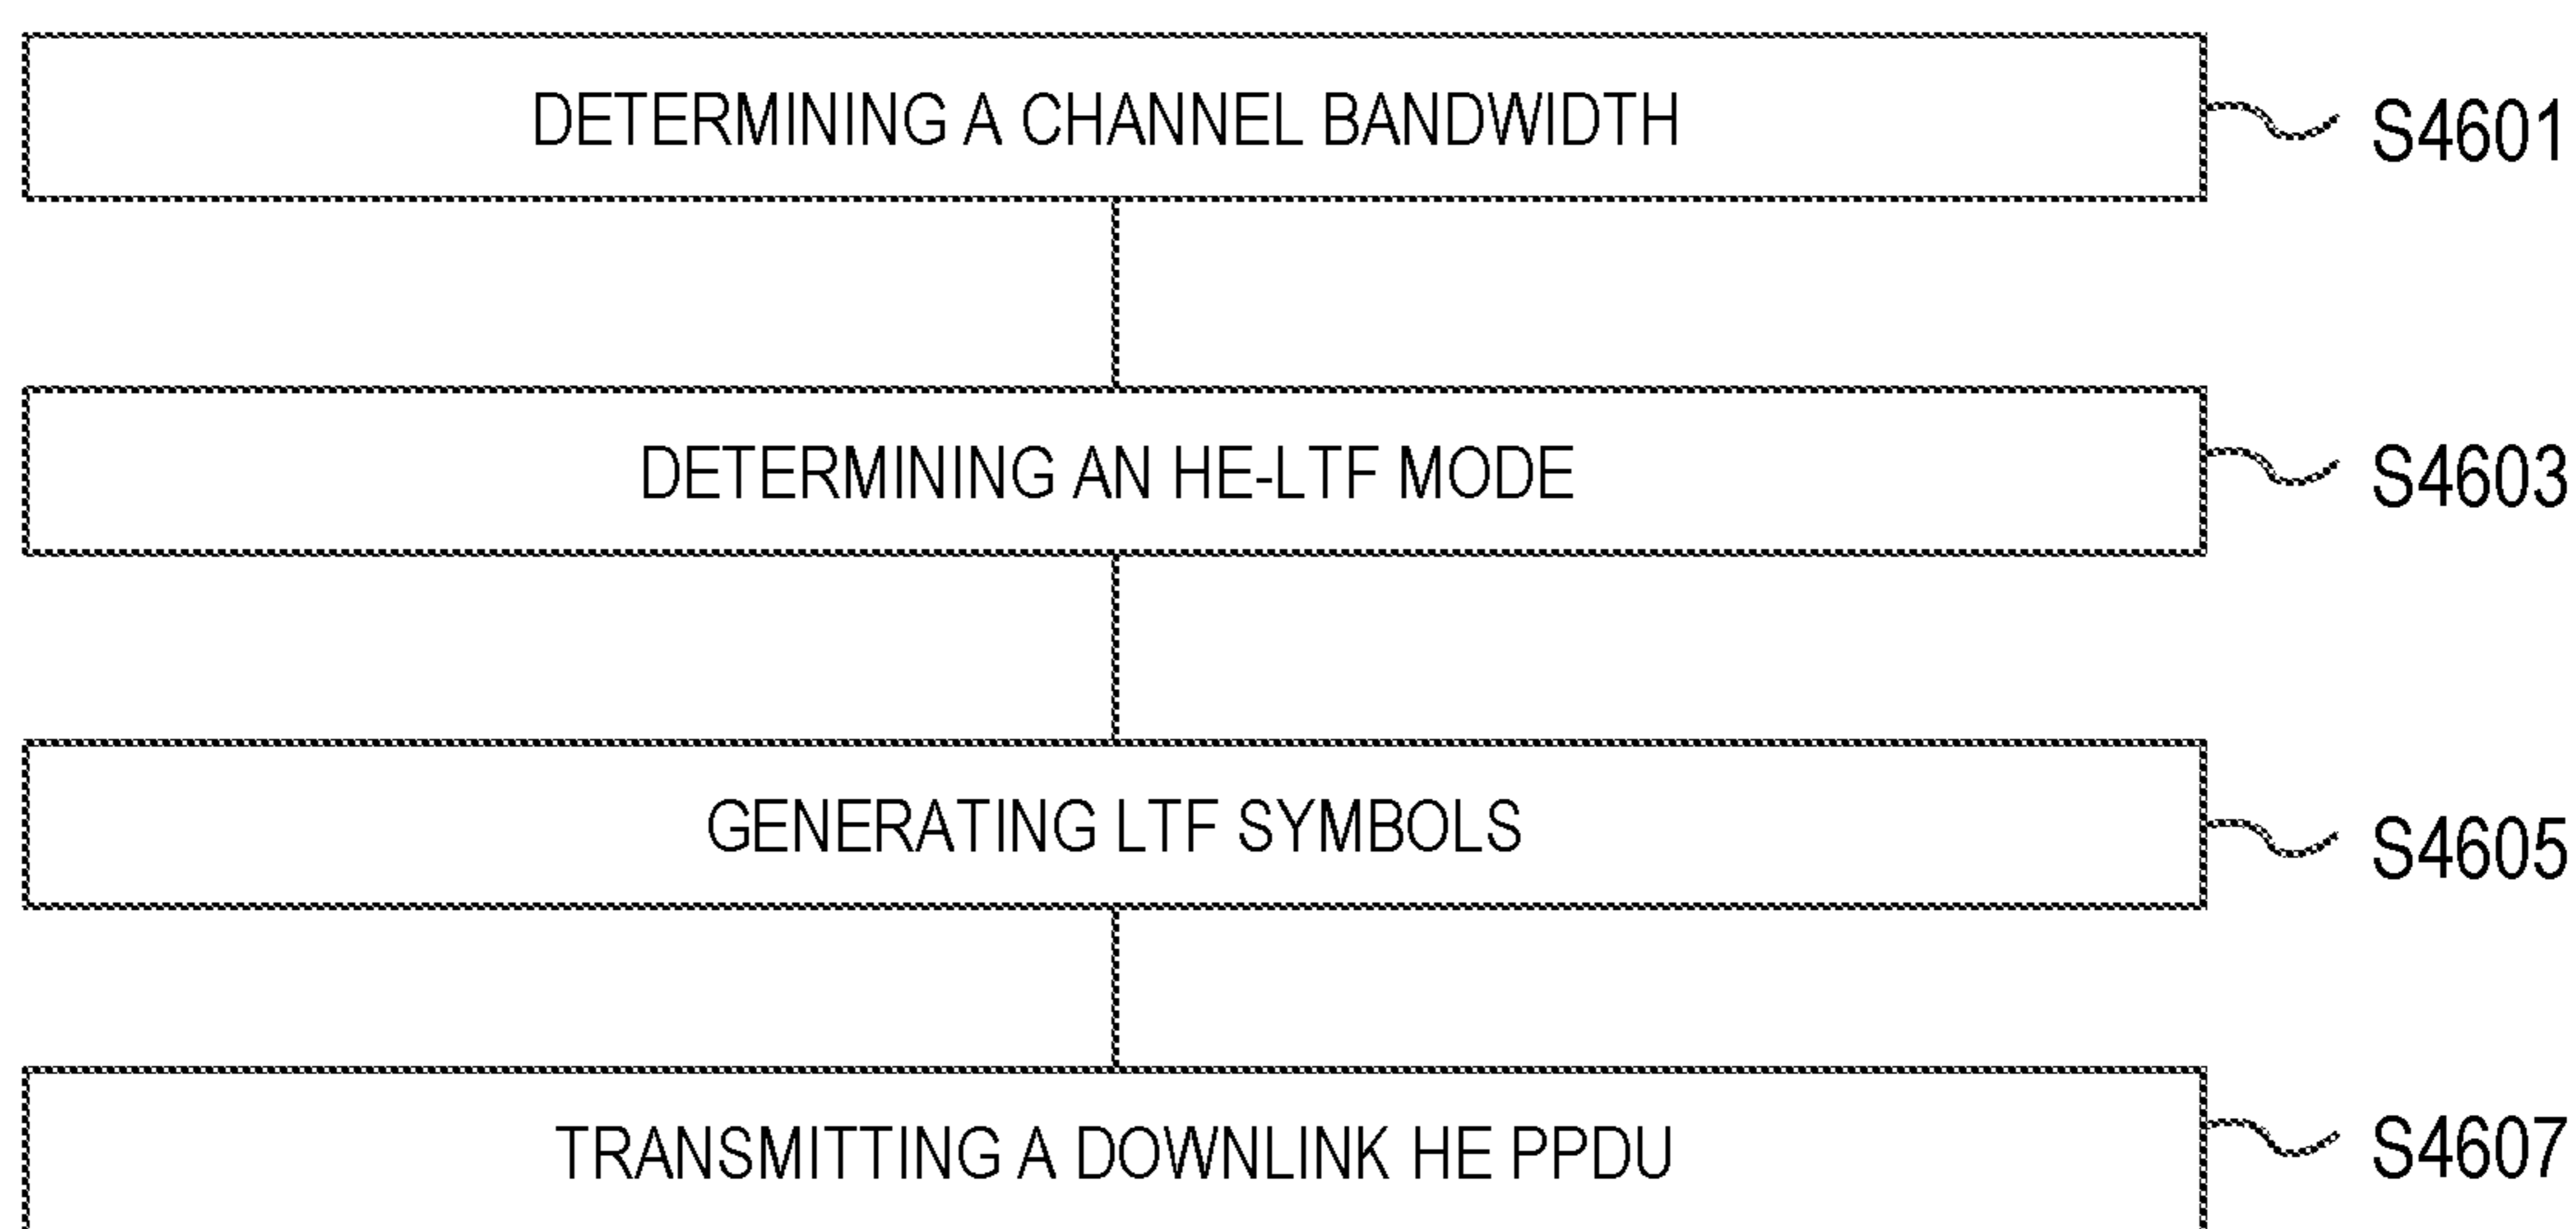 DETERMINING A CHANNEL BANDWIDTH S4601
DETERMINING AN HE-LTF MODE S4603
GENERATING LTF SYMBOLS S4605
TRANSMITTING A DOWNLINK HE PPDU S4607